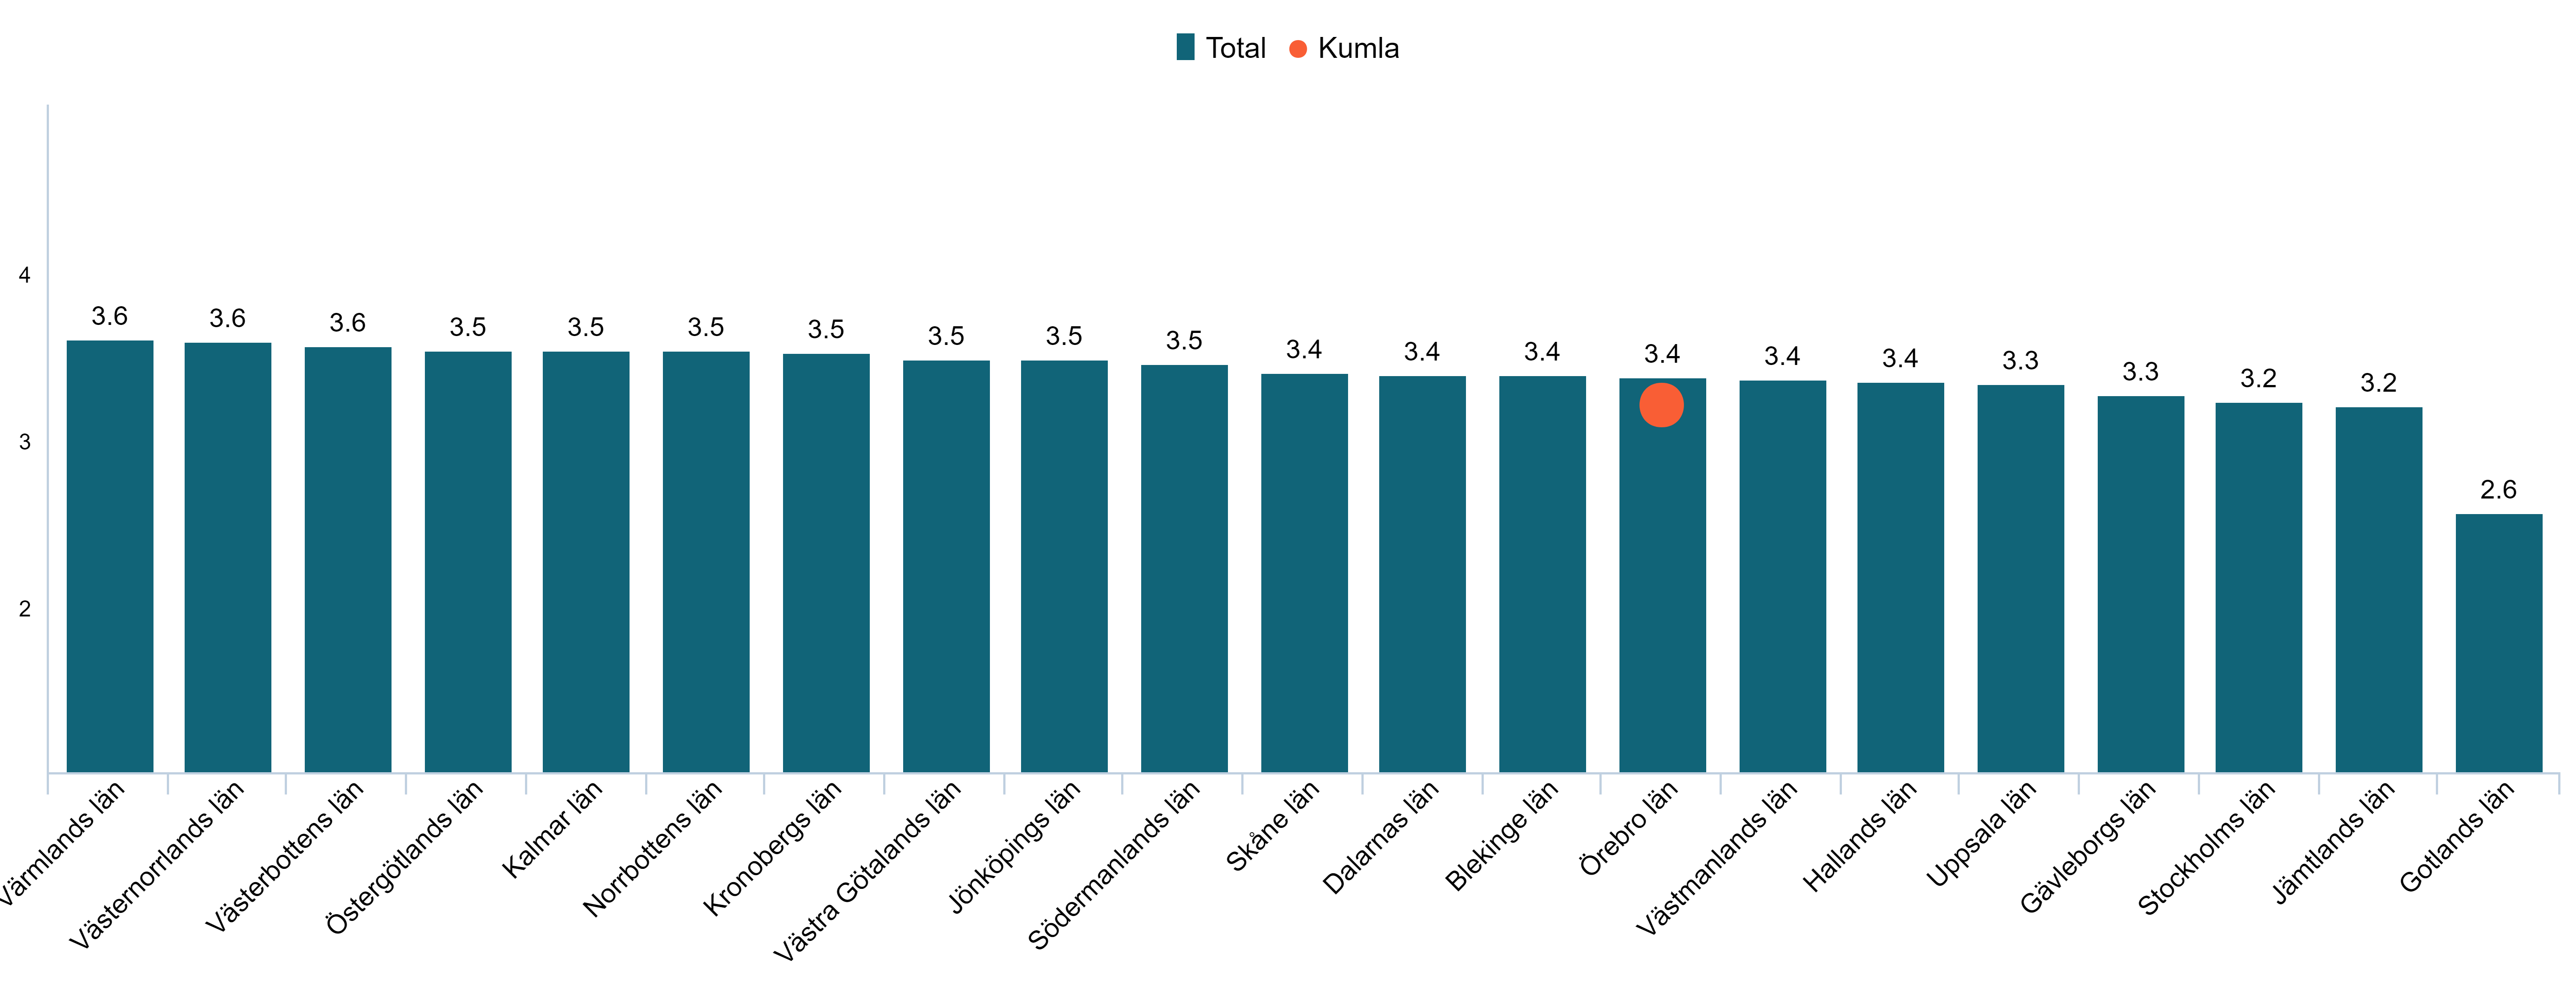 Total Kumla
4
3
2
3.6 3.6 3.6 3.5 3.5 3.5 3.5 3.5 3.5 3.5 3.4 3.4 3.4 3.4 3.4 3.4 3.3 3.3 3.2 3.2 2.6
Värmlands län
Västernorrlands län
Västerbottens län
Östergötlands län
Kalmar län
Norrbottens län
Kronobergs län
Västra Götalands län
Jönköpings län
Södermanlands län
Skåne län
Dalarnas län
Blekinge län
Örebro län
Västmanlands län
Hallands län
Uppsala län
Gävleborgs län
Stockholms län
Jämtlands län
Gotlands län